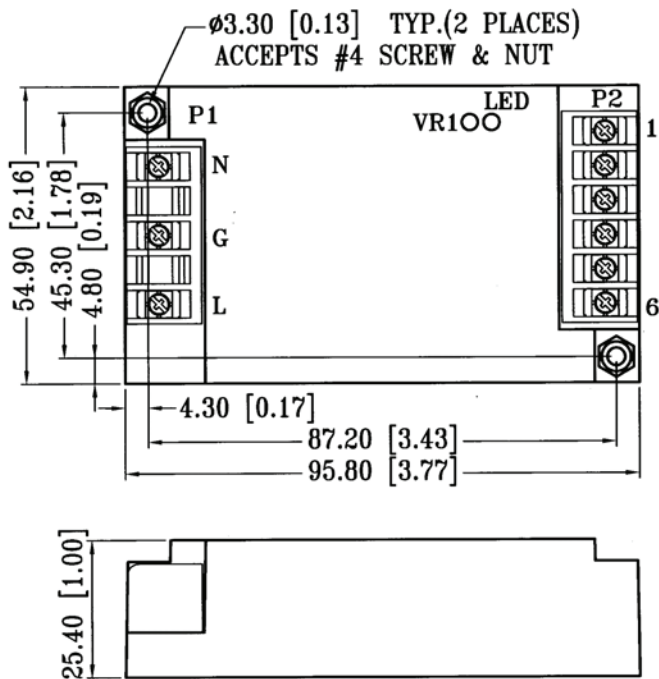 ø3.30 [0.13] TYP.(2 PLACES)
ACCEPTS #4 SCREW & NUT
P1
LED
VR1
P2
1
N
G
L
6
54.90 [2.16]
45.30 [1.78]
4.80 [0.19]
4.30 [0.17]
87.20 [3.43]
95.80 [3.77]
25.40 [1.00]